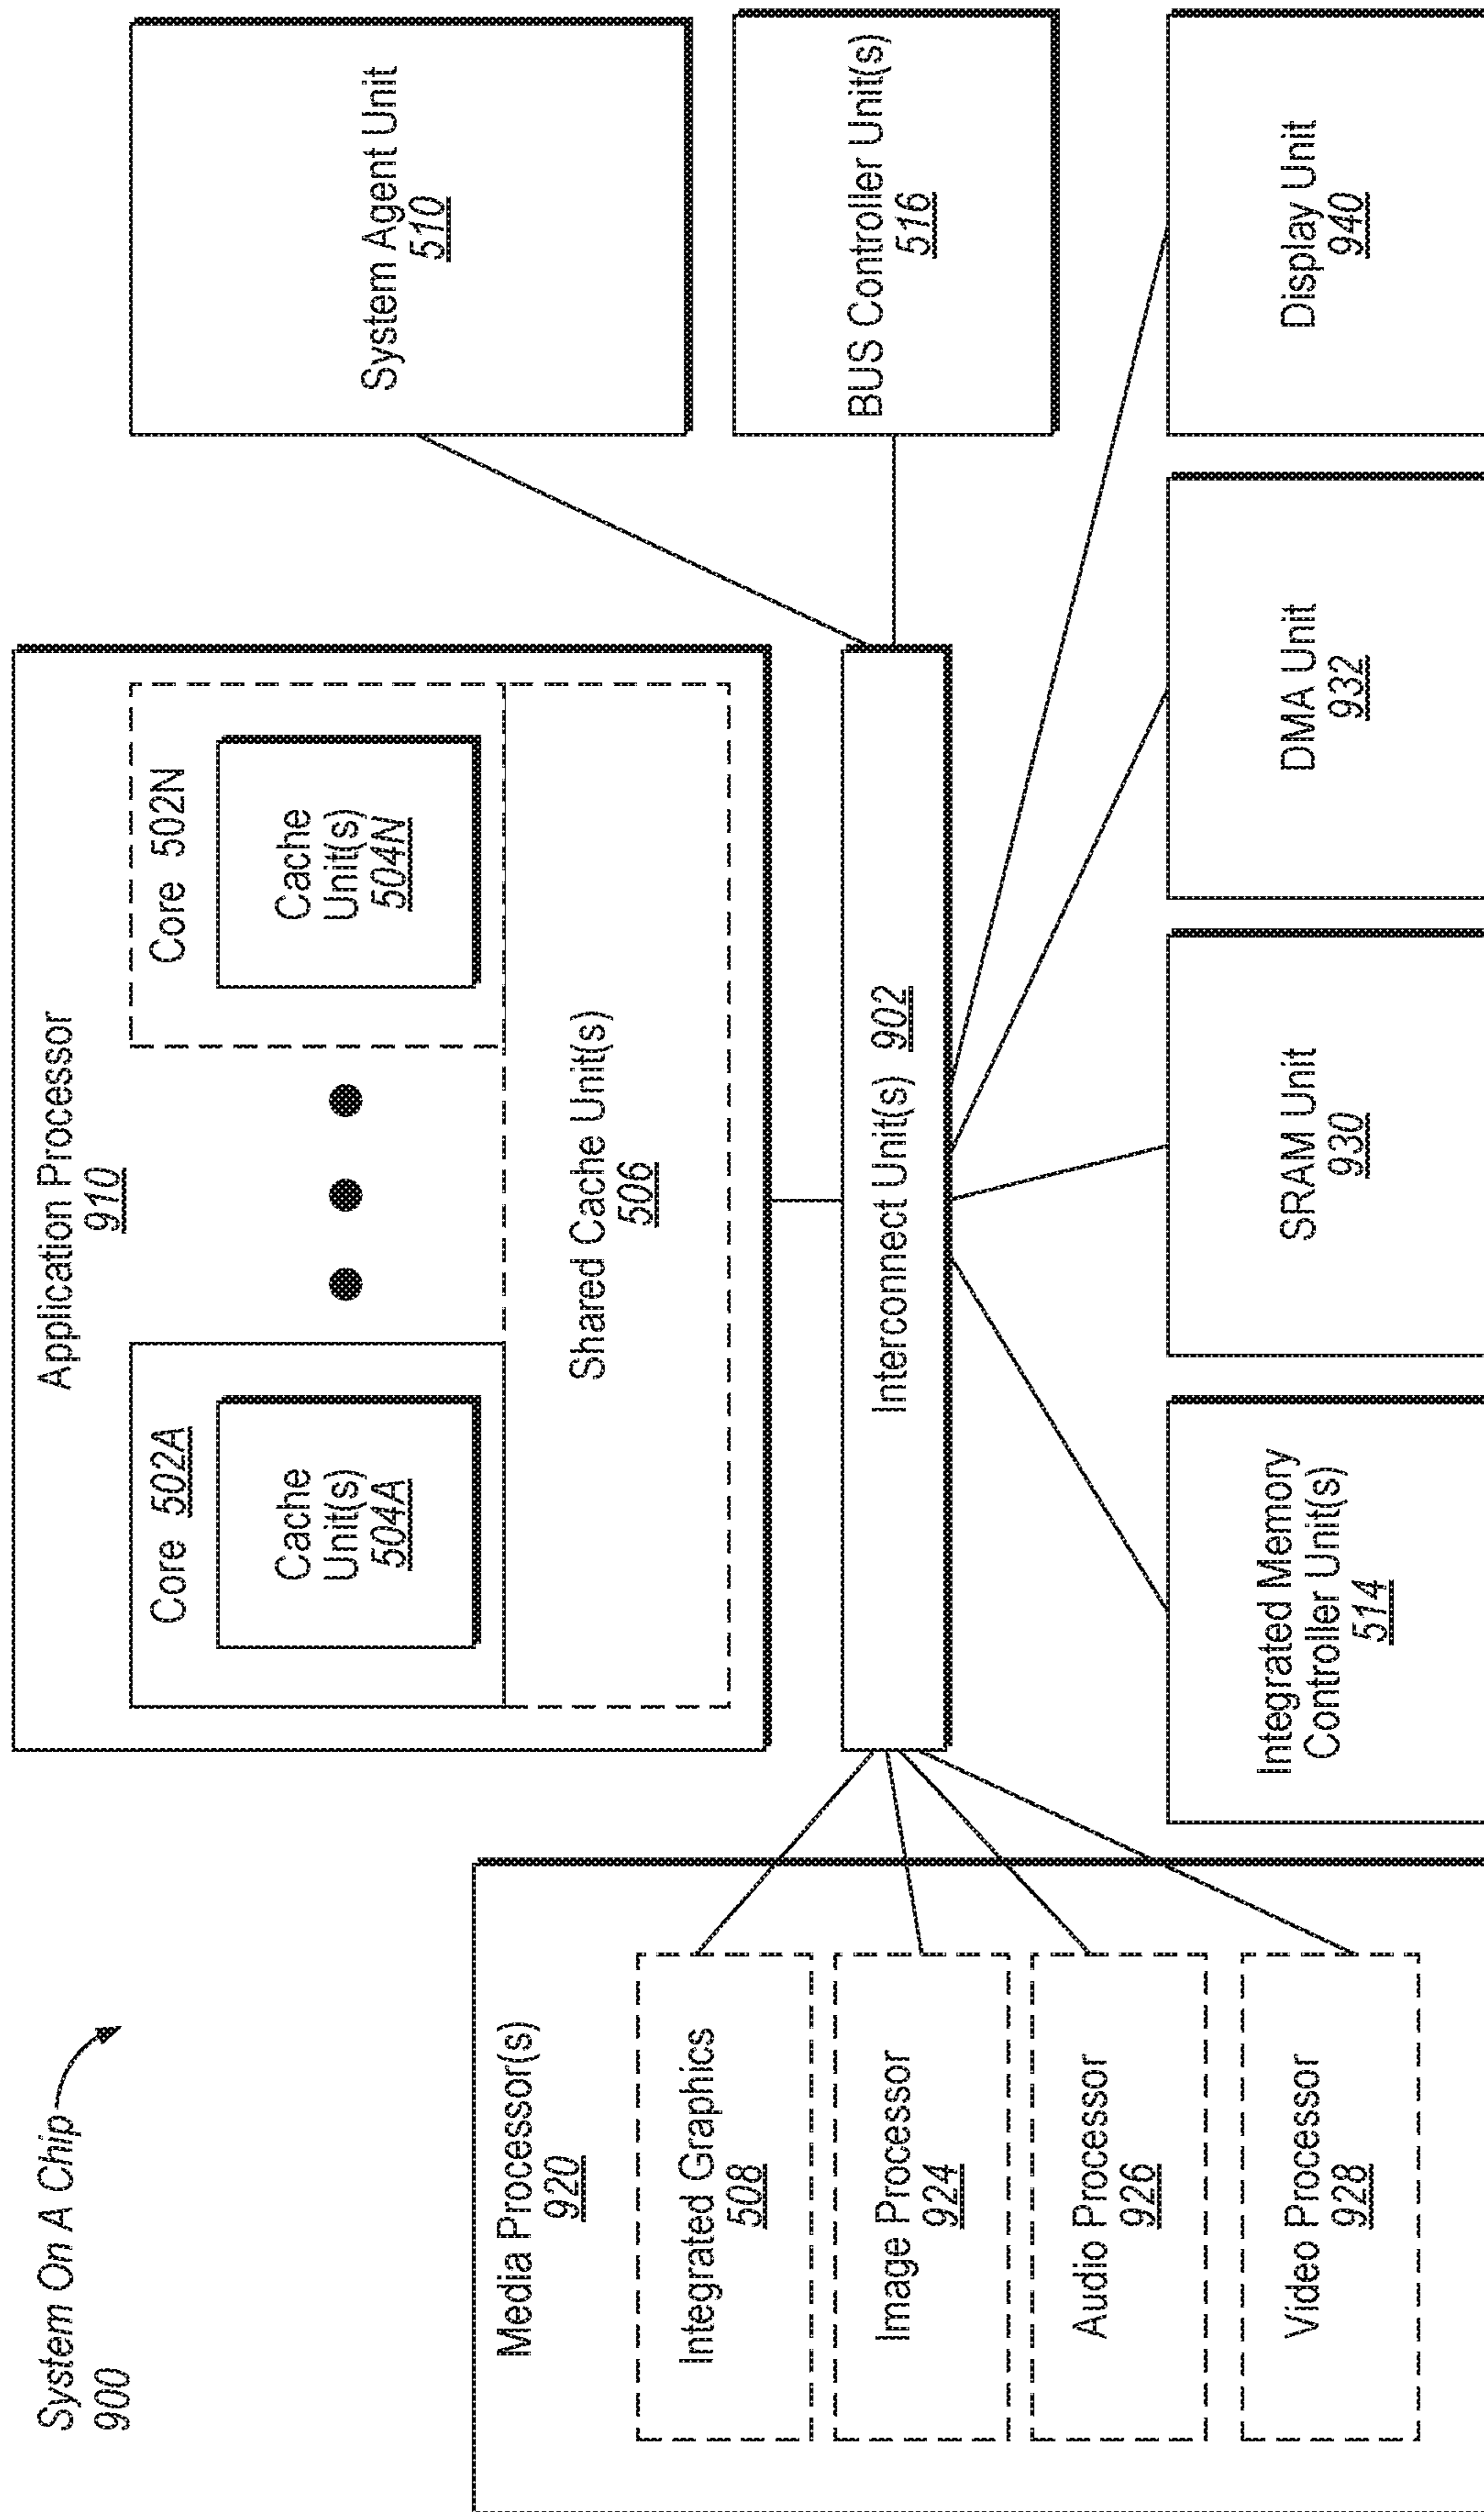 System On A Chip
900
Application Processor
910
Core 502A
Cache
Unit(s)
504A
Core 502N
Cache
Unit(s)
504N
Shared Cache Unit(s)
506
System Agent Unit
510
Media Processor(s)
920
Integrated Graphics
508
Image Processor
924
Audio Processor
926
Video Processor
928
Interconnect Unit(s) 902
BUS Controller Unit(s)
516
Integrated Memory
Controller Unit(s)
514
SRAM Unit
930
DMA Unit
932
Display Unit
940